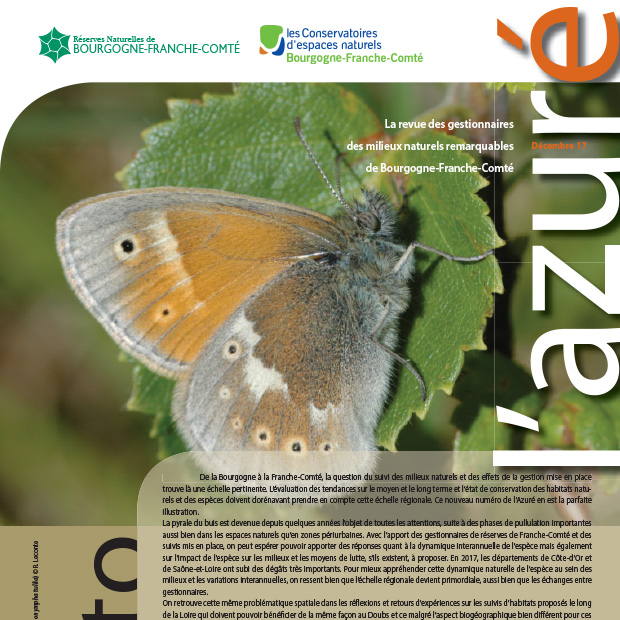 Réserves Naturelles de
BOURGOGNE-FRANCHE-COMTÉ
les Conservatoires
d'espaces naturels
Bourgogne-Franche-Comté
l'azuré
La revue des gestionnaires
des milieux naturels remarquables
de Bourgogne-Franche-Comté
Décembre 17
De la Bourgogne à la Franche-Comté, la question du suivi des milieux naturels et des effets de la gestion mise en place
trouve là une échelle pertinente. L'évaluation des tendances sur le moyen et le long terme et l'état de conservation des habitats natu-
rels et des espèces doivent dorénavant prendre en compte cette échelle régionale. Ce nouveau numéro de l'Azuré en est la parfaite
illustration.
La pyrale du buis est devenue depuis quelques années l'objet de toutes les attentions, suite à des phases de pullulation importantes
aussi bien dans les espaces naturels qu'en zones périurbaines. Avec l'apport des gestionnaires de réserves de Franche-Comté et des
suivis mis en place, on peut espérer pouvoir apporter des réponses quant à la dynamique interannuelle de l'espèce mais également
sur l'impact de l'espèce sur les milieux et les moyens de lutte, s'ils existent, à proposer. En 2017, les départements de Côte-d'Or et
de Saône-et-Loire ont subi des dégâts très importants. Pour mieux appréhender cette dynamique naturelle de l'espèce au sein des
milieux et les variations interannuelles, on ressent bien que l'échelle régionale devient primordiale, aussi bien que les échanges entre
gestionnaires.
On retrouve cette même problématique spatiale dans les réflexions et retours d'expériences sur les suivis d'habitats proposés le long
de la Loire qui doivent pouvoir bénéficier de la même façon au Doubs et ce malgré l'aspect biogéographique bien différent pour ces
to
nympha tullia) © R. Leconte